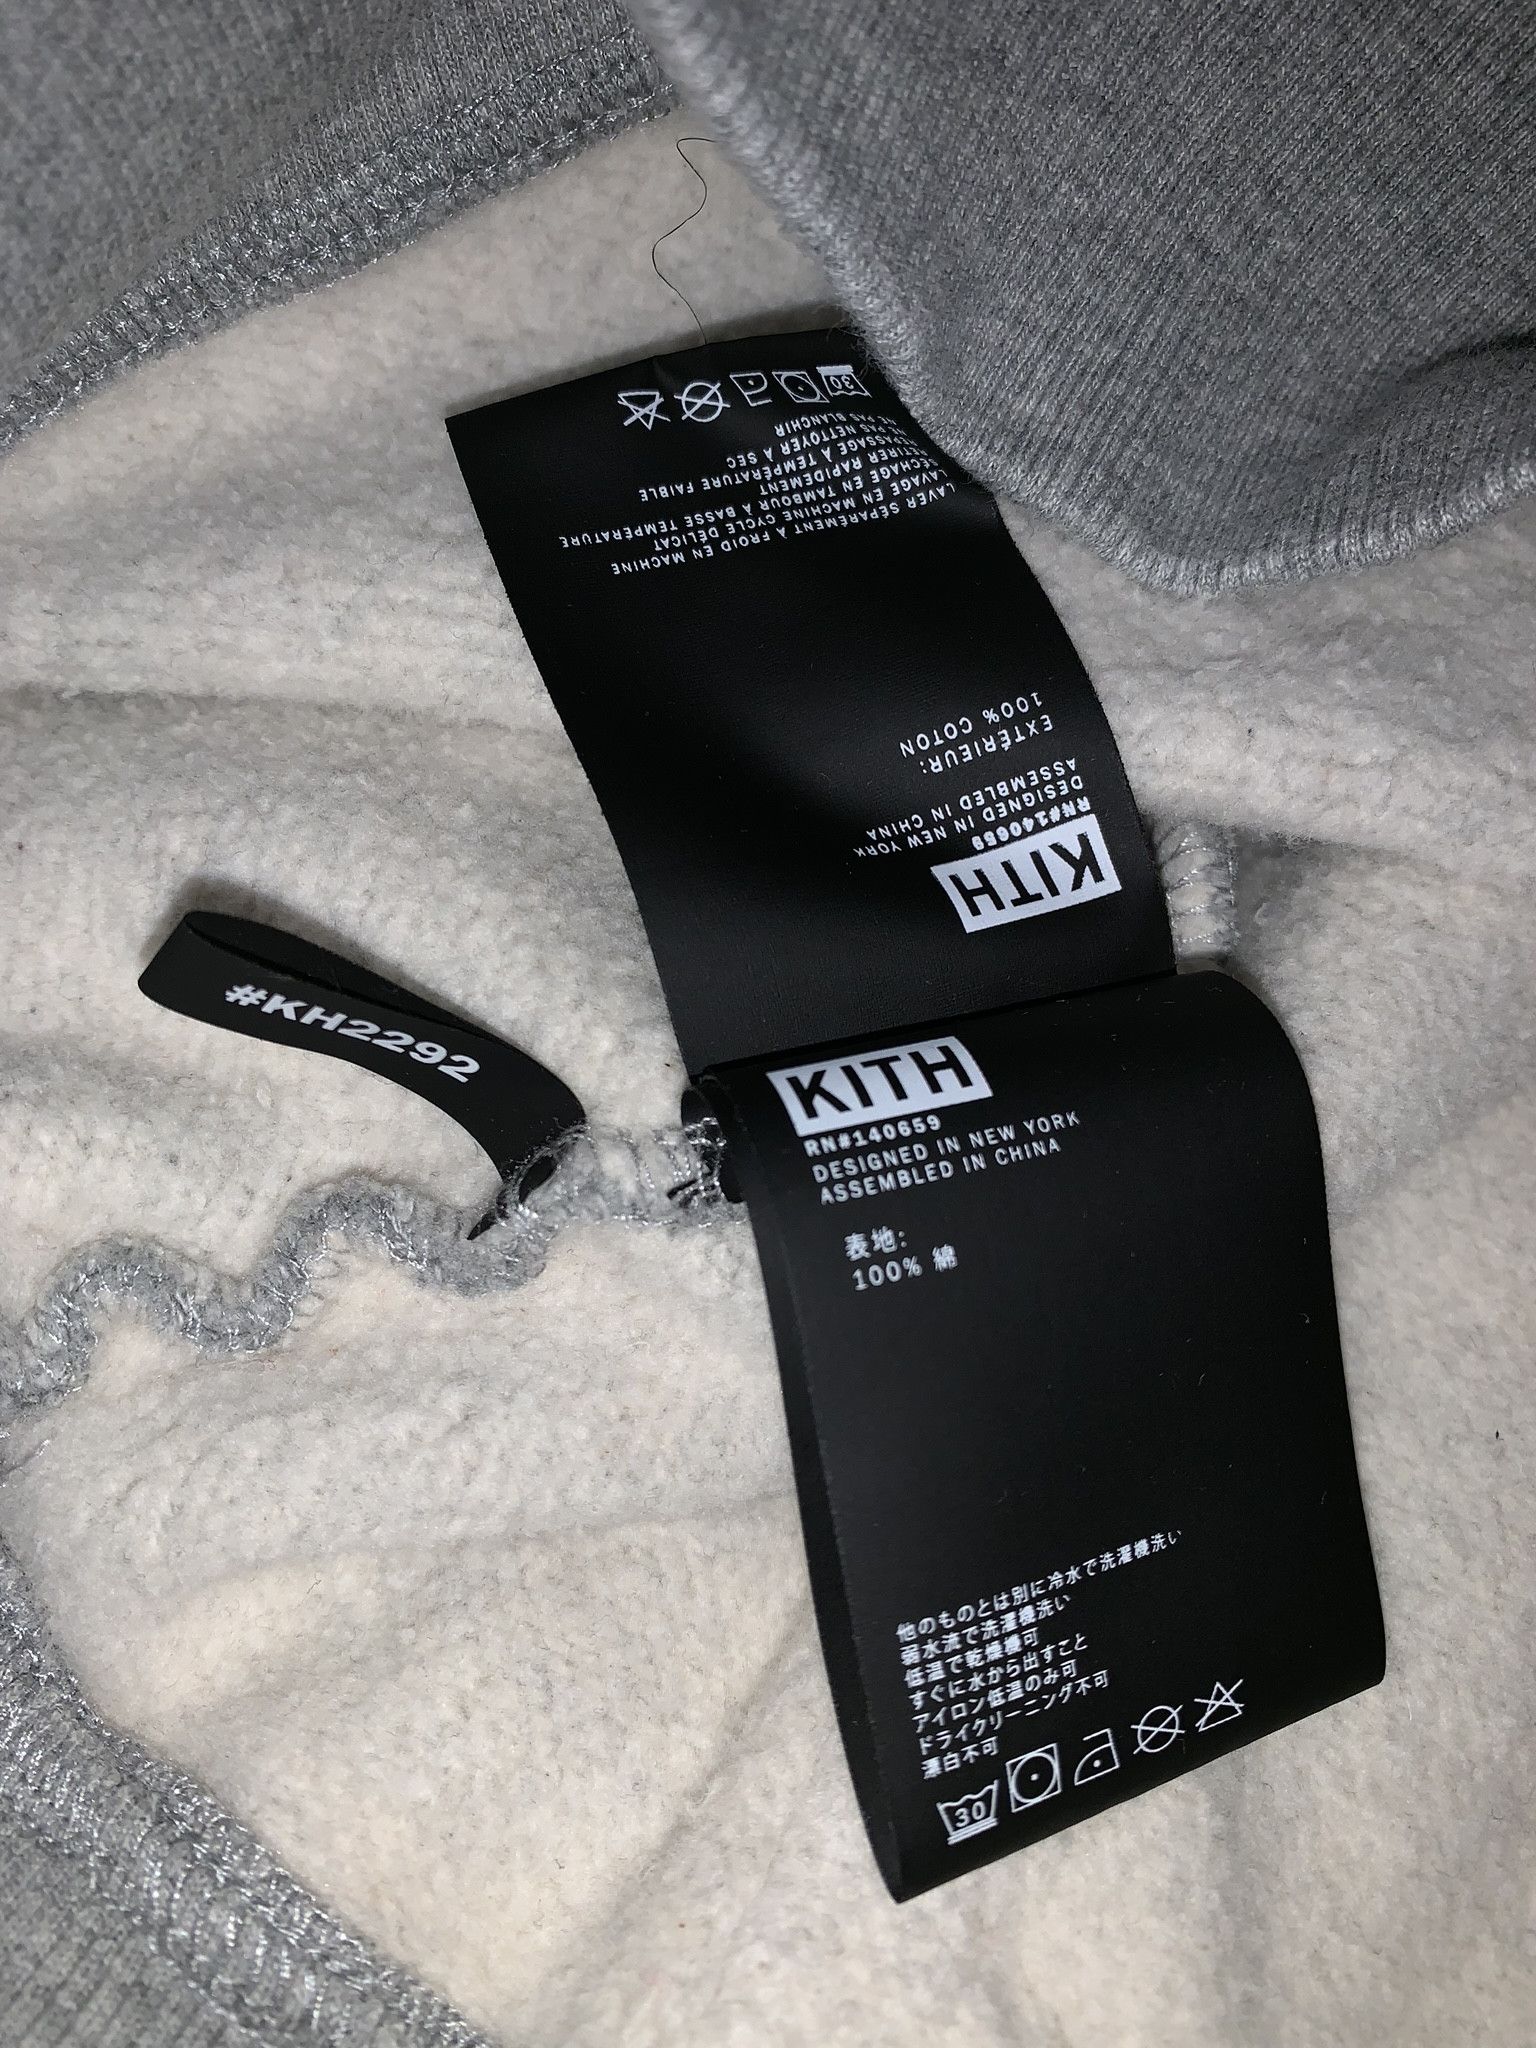 30
LAVER SÉPARÉMENT À FROID EN MACHINE
LAVAGE EN MACHINE CYCLE DÉLICAT
SÉCHAGE EN TAMBOUR À BASSE TEMPÉRATURE
RETIRER RAPIDEMENT
REPASSAGE À TEMPÉRATURE FAIBLE
NE PAS NETTOYER À SEC
NE PAS BLANCHIR
KITH
RN#140659
DESIGNED IN NEW YORK
ASSEMBLED IN CHINA
EXTÉRIEUR:
100% COTON
#KH2292
KITH
RN#140659
DESIGNED IN NEW YORK
ASSEMBLED IN CHINA
表地:
100% 綿
他のものとは別に冷水で洗濯機洗い
弱水流で洗濯機洗い
低温で乾燥機可
すぐに水から出すこと
アイロン低温のみ可
ドライクリーニング不可
漂白不可
30